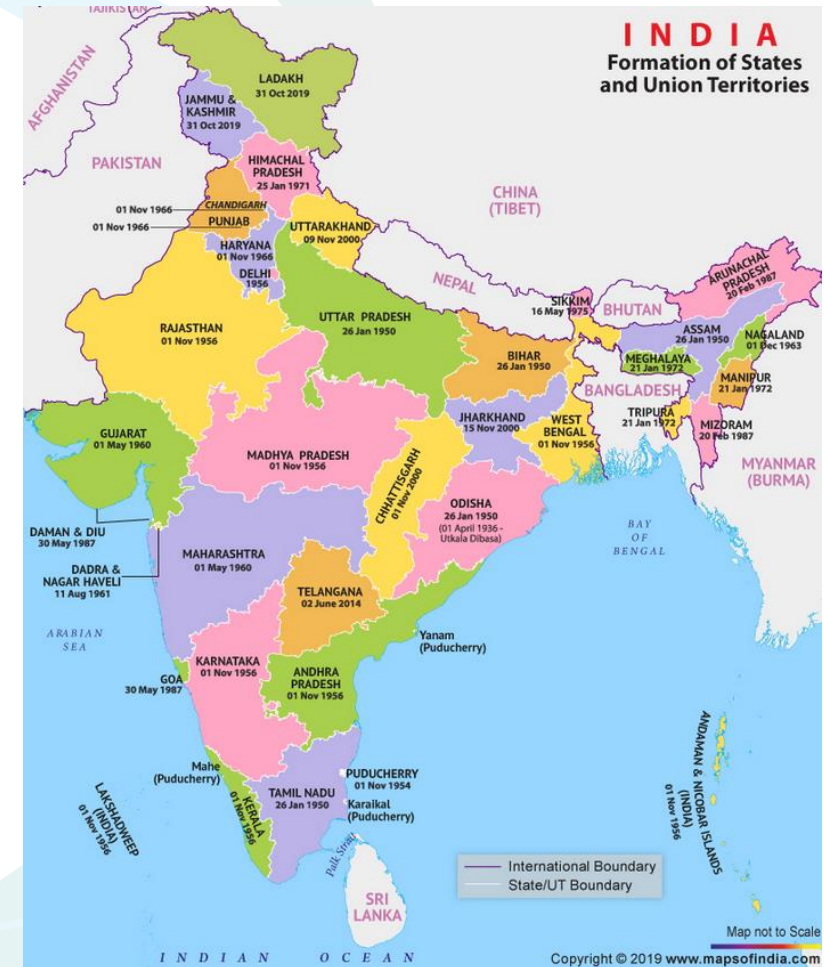 TAJIKISTAN
INDIA
Formation of States
and Union Territories
AFGHANISTAN
LADAKH
31 Oct 2019
JAMMU &
KASHMIR
31 Oct 2019
PAKISTAN
HIMACHAL
PRADESH
25 Jan 1971
CHINA
(TIBET)
CHANDIGARH
01 Nov 1966
PUNJAB
01 Nov 1966
UTTARAKHAND
09 Nov 2000
HARYANA
01 Nov 1966
DELHI
1956
NEPAL
ARUNACHAL
PRADESH
20 Feb 1987
SIKKIM
16 May 1975
BHUTAN
RAJASTHAN
01 Nov 1956
UTTAR PRADESH
26 Jan 1950
ASSAM
26 Jan 1950
NAGALAND
01 Dec 1963
BIHAR
26 Jan 1950
MEGHALAYA
21 Jan 1972
MANIPUR
21 Jan 1972
BANGLADESH
JHARKHAND
15 Nov 2000
WEST
BENGAL
01 Nov 1956
TRIPURA
21 Jan 1972
MIZORAM
20 Feb 1987
GUJARAT
01 May 1960
MADHYA PRADESH
01 Nov 1956
MYANMAR
(BURMA)
CHHATTISGARH
01 Nov 2000
ODISHA
26 Jan 1950
(01 April 1936 -
Utkala Dibasa)
DAMAN & DIU
30 May 1987
BAY
OF
BENGAL
MAHARASHTRA
01 May 1960
DADRA &
NAGAR HAVELI
11 Aug 1961
TELANGANA
02 June 2014
ARABIAN
SEA
Yanam
(Puducherry)
KARNATAKA
01 Nov 1956
GOA
30 May 1987
ANDHRA
PRADESH
01 Nov 1956
ANDAMAN & NICOBAR ISLANDS
(INDIA)
01 Nov 1956
Mahe
(Puducherry)
PUDUCHERRY
01 Nov 1954
TAMIL NADU
26 Jan 1950
Karaikal
(Puducherry)
LAKSHADWEEP
(INDIA)
01 Nov 1956
KERALA
01 Nov 1956
Palk Strait
International Boundary
State/UT Boundary
SRI
LANKA
Map not to Scale
INDIAN OCEAN
Copyright © 2019 www.mapsofindia.com